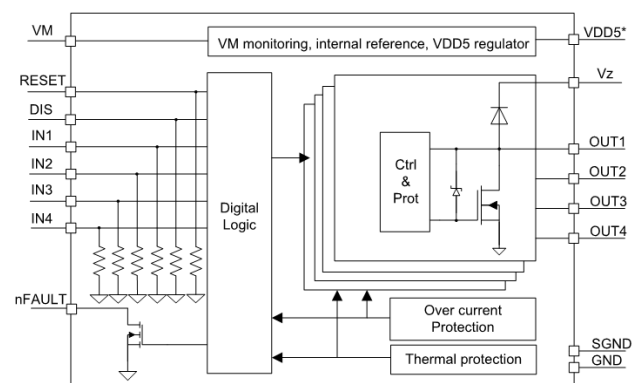 VM
VM monitoring, internal reference, VDD5 regulator
VDD5*
RESET
Vz
DIS
IN1
OUT1
IN2
OUT2
IN3
OUT3
IN4
OUT4
Digital
Logic
Ctrl
&
Prot
nFAULT
Over current
Protection
Thermal protection
SGND
GND